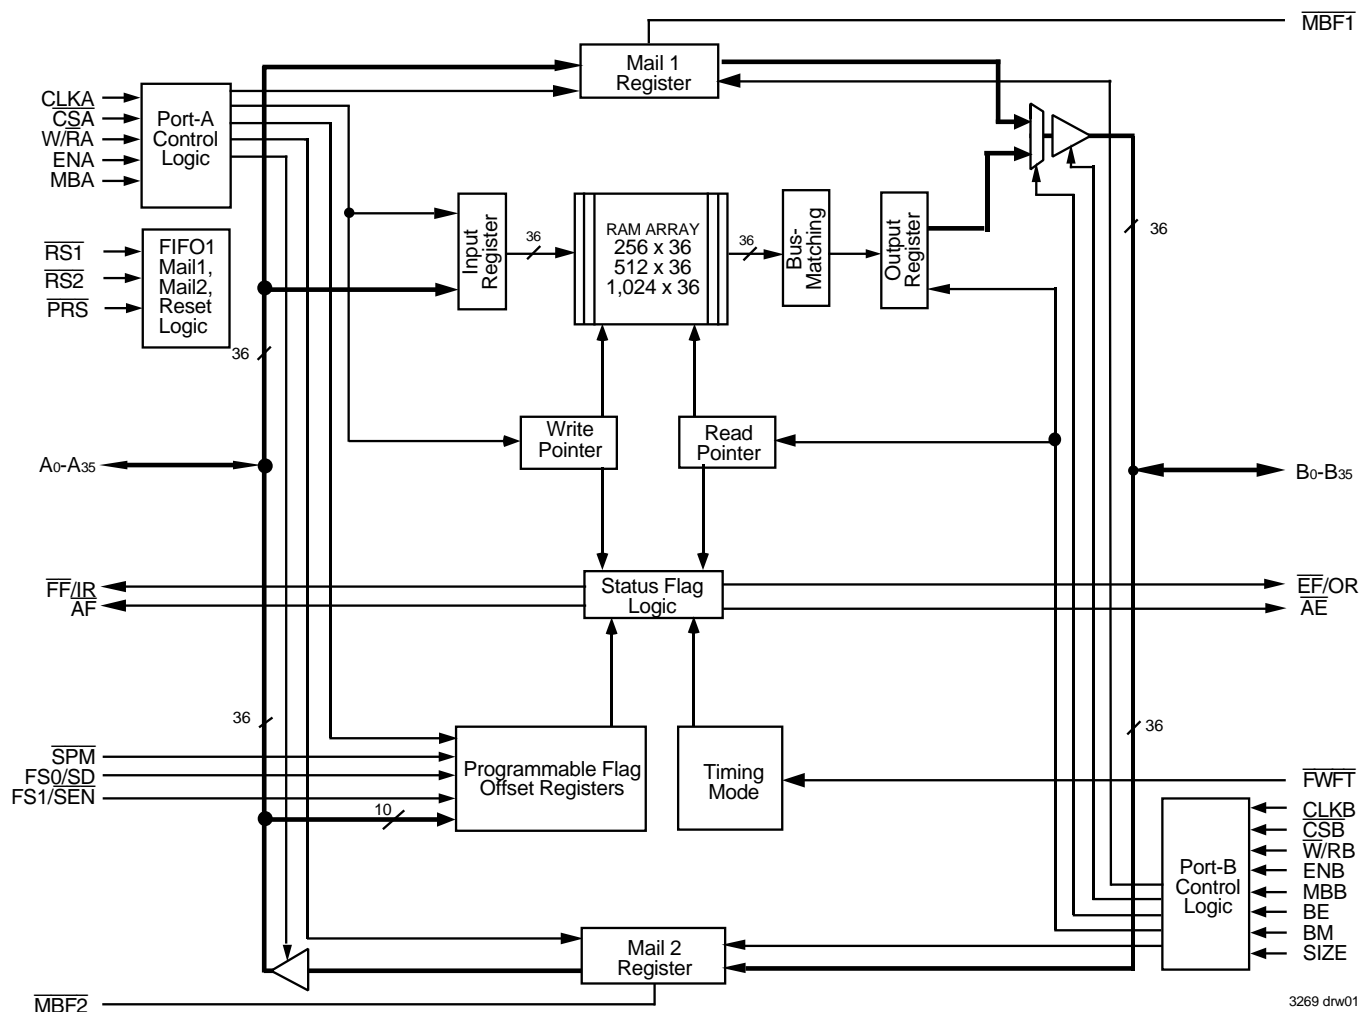 MBF1
Mail 1
Register
CLKA
CSA
W/RA
ENA
MBA
Port-A
Control
Logic
RS1
RS2
PRS
FIFO1
Mail1,
Mail2,
Reset
Logic
36
Input
Register
36
RAM ARRAY
256 x 36
512 x 36
1,024 x 36
36
Bus-
Matching
Output
Register
36
Write
Pointer
Read
Pointer
A0-A35
B0-B35
FF/IR
AF
Status Flag
Logic
EF/OR
AE
36
36
SPM
FS0/SD
FS1/SEN
10
Programmable Flag
Offset Registers
Timing
Mode
FWFT
CLKB
CSB
W/RB
ENB
MBB
BE
BM
SIZE
Port-B
Control
Logic
Mail 2
Register
MBF2
3269 drw01